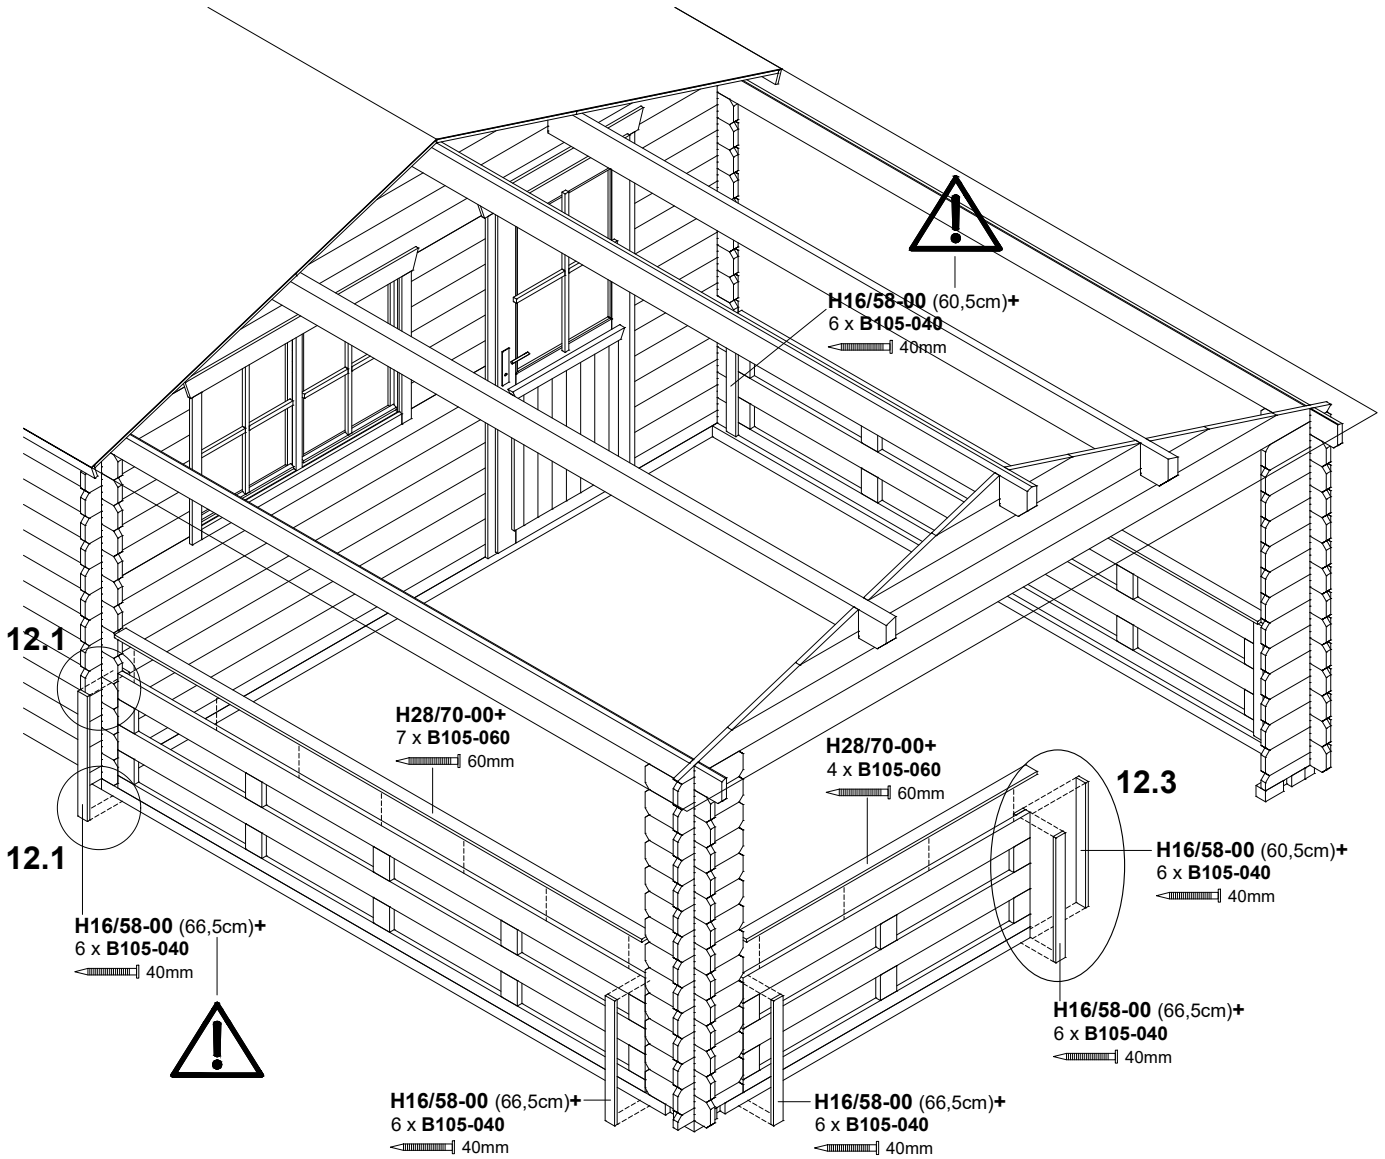 H16/58-00 (60,5cm)+
6 x B105-040
40mm
12.1
H28/70-00+
7 x B105-060
60mm
H28/70-00+
4 x B105-060
60mm
12.3
12.1
H16/58-00 (60,5cm)+
6 x B105-040
40mm
H16/58-00 (66,5cm)+
6 x B105-040
40mm
H16/58-00 (66,5cm)+
6 x B105-040
40mm
H16/58-00 (66,5cm)+
6 x B105-040
40mm
H16/58-00 (66,5cm)+
6 x B105-040
40mm